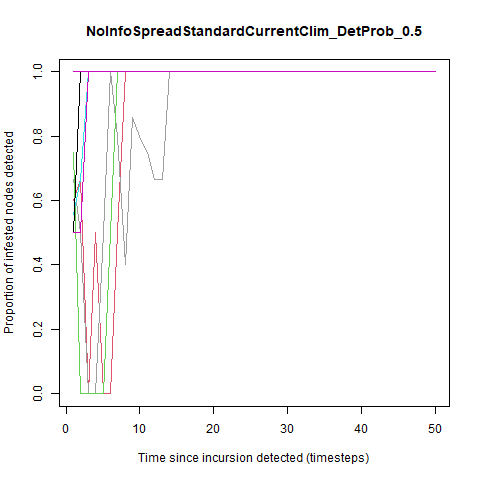 NoInfoSpreadStandardCurrentClim_DetProb_0.5
Proportion of infested nodes detected
1.0
0.8
0.6
0.4
0.2
0.0
0 10 20 30 40 50
Time since incursion detected (timesteps)